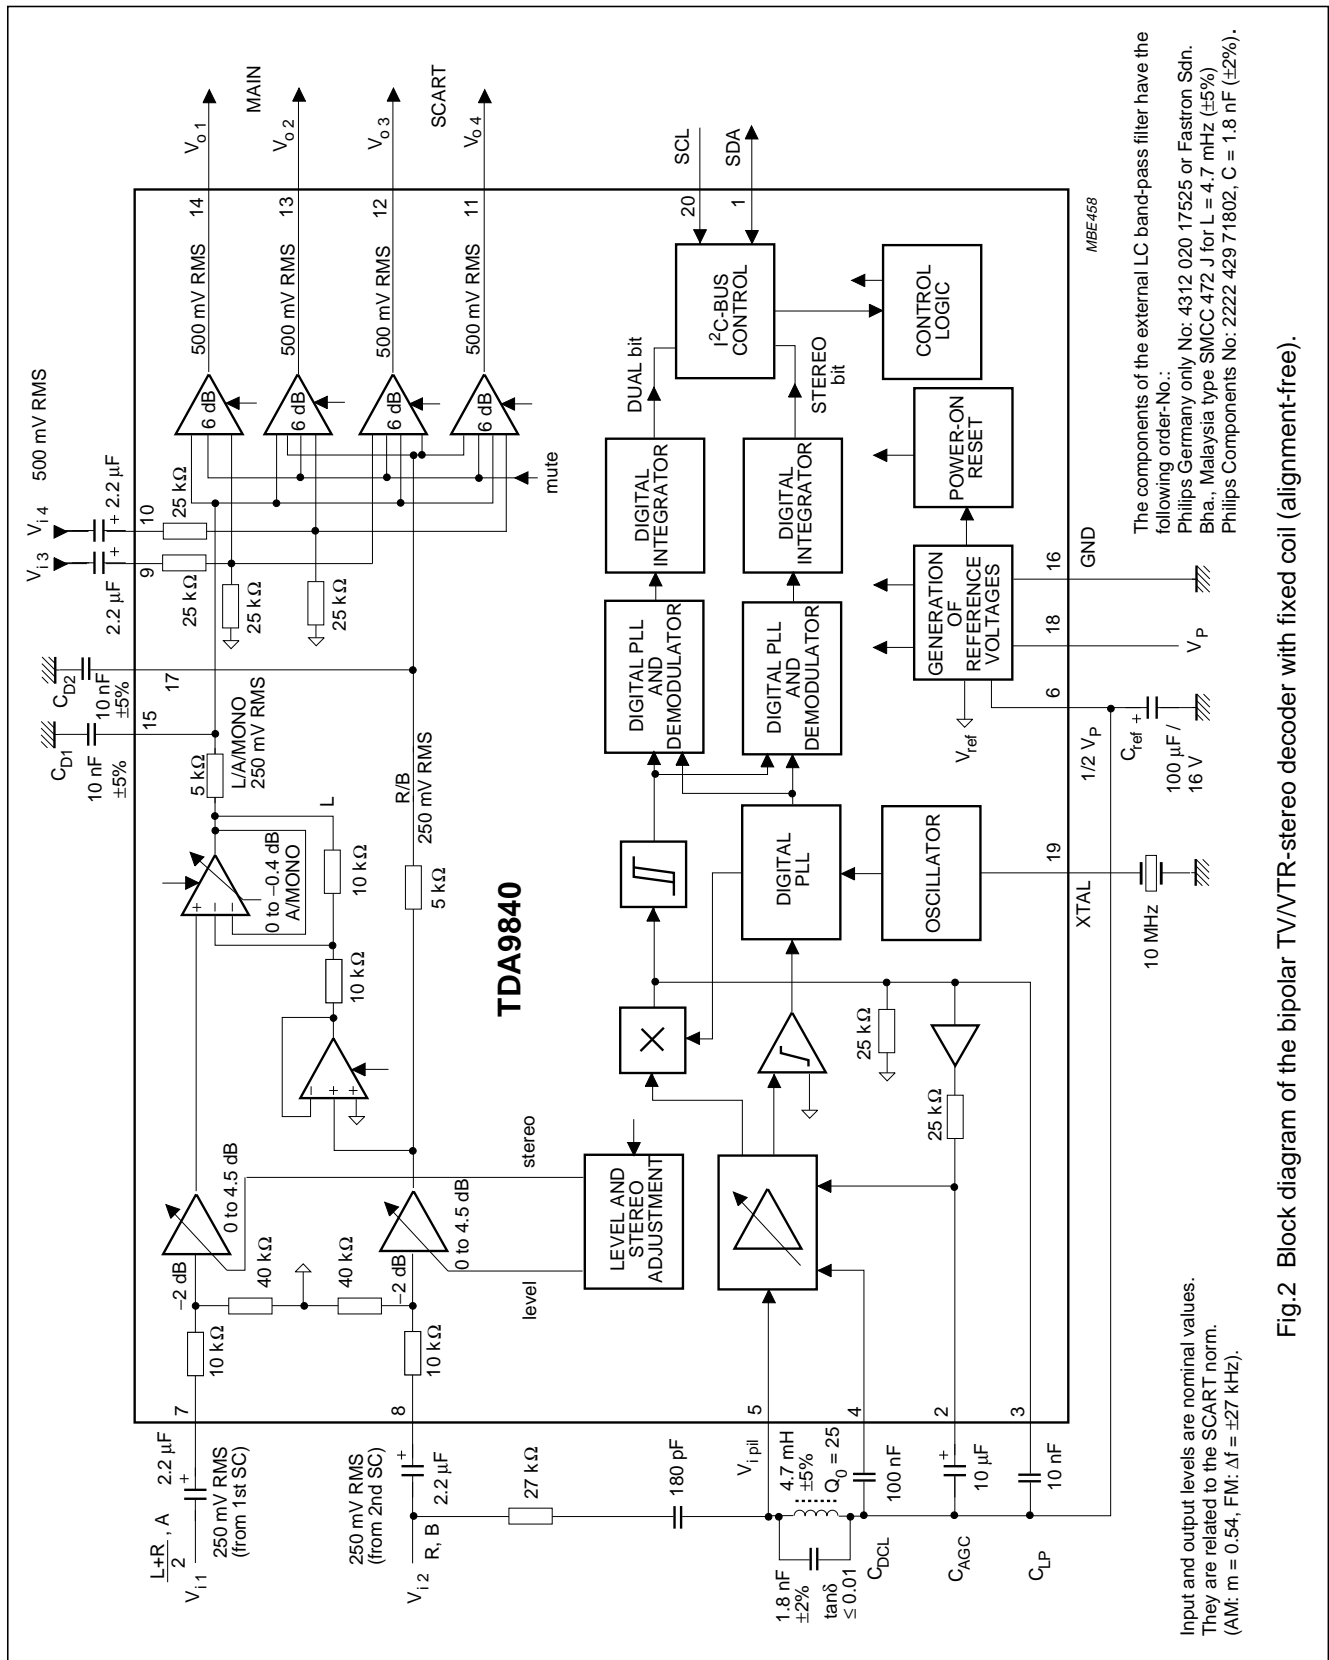 V i 1
L+R
2
, A
2.2 μF
+
250 mV RMS
(from 1st SC)
7
10 kΩ
−2 dB
40 kΩ
40 kΩ
0 to 4.5 dB
V i 2
R, B
250 mV RMS
(from 2nd SC)
+
2.2 μF
8
10 kΩ
−2 dB
0 to 4.5 dB
level
stereo
LEVEL AND
STEREO
ADJUSTMENT
−
+
+
10 kΩ
10 kΩ
L
+
−
−
0 to −0.4 dB
A/MONO
5 kΩ
L/A/MONO
250 mV RMS
5 kΩ
R/B
250 mV RMS
CD1
10 nF
±5%
15
CD2
10 nF
±5%
17
V i 3
2.2 μF
+
9
25 kΩ
25 kΩ
V i 4
+ 2.2 μF
10
25 kΩ
25 kΩ
500 mV RMS
mute
6 dB
6 dB
6 dB
6 dB
500 mV RMS
14
V o 1
500 mV RMS
13
V o 2
MAIN
500 mV RMS
12
V o 3
500 mV RMS
11
V o 4
SCART
TDA9840
27 kΩ
180 pF
V i pil
5
1.8 nF
±2%
tanδ
≤ 0.01
4.7 mH
±5%
Q0 = 25
CDCL
100 nF
4
CAGC
+
10 μF
2
CLP
10 nF
3
25 kΩ
25 kΩ
DIGITAL
PLL
OSCILLATOR
DIGITAL PLL
AND
DEMODULATOR
DIGITAL PLL
AND
DEMODULATOR
DIGITAL
INTEGRATOR
DIGITAL
INTEGRATOR
DUAL bit
STEREO
bit
I2C-BUS
CONTROL
20
SCL
1
SDA
CONTROL
LOGIC
POWER-ON
RESET
GENERATION
OF
REFERENCE
VOLTAGES
Vref
19
XTAL
10 MHz
6
1/2 VP
Cref +
100 μF /
16 V
18
VP
16
GND
MBE458
The components of the external LC band-pass filter have the
following order-No.:
Philips Germany only No: 4312 020 17525 or Fastron Sdn.
Bha., Malaysia type SMCC 472 J for L = 4.7 mHz (±5%)
Philips Components No: 2222 429 71802, C = 1.8 nF (±2%).
Input and output levels are nominal values.
They are related to the SCART norm.
(AM: m = 0.54, FM: Δf = ±27 kHz).
Fig.2 Block diagram of the bipolar TV/VTR-stereo decoder with fixed coil (alignment-free).